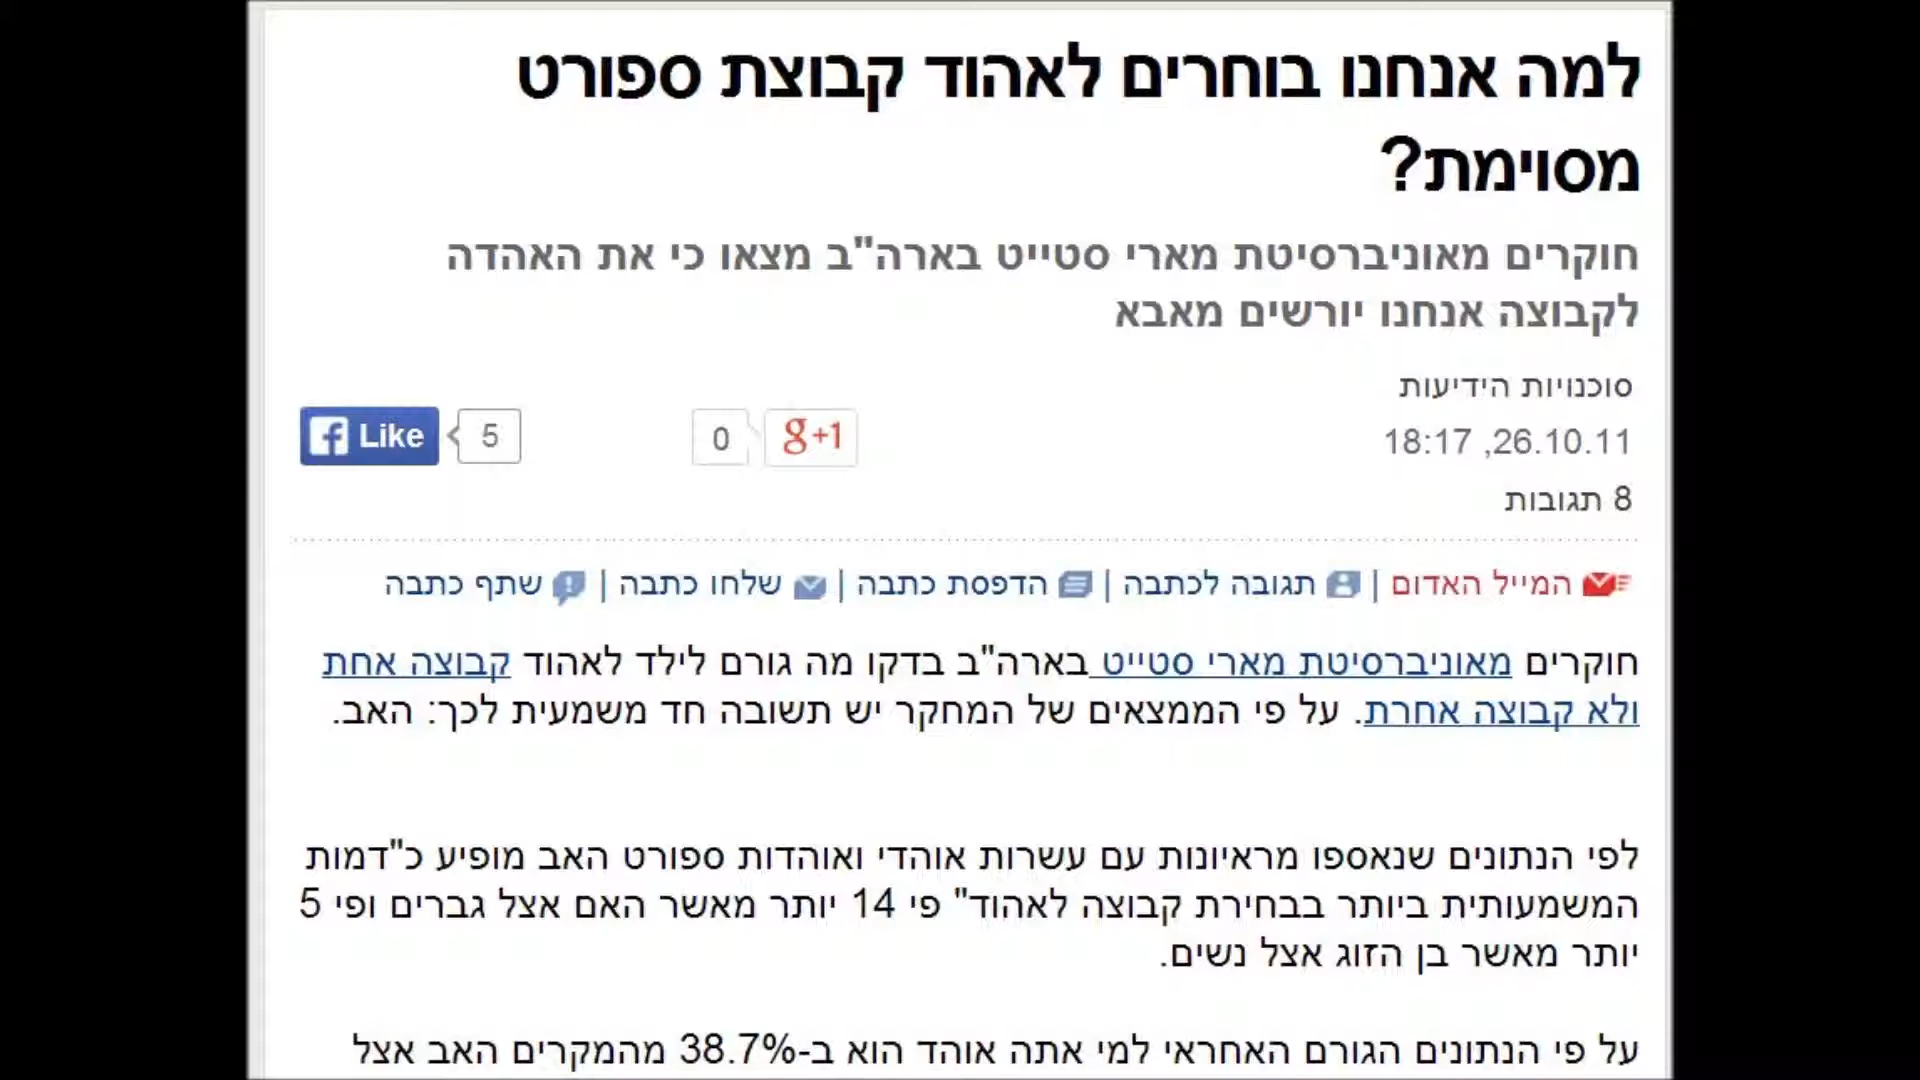 למה אנחנו בוחרים לאהוד קבוצת ספורט
מסוימת?
חוקרים מאוניברסיטת מארי סטייט בארה"ב מצאו כי את האהדה
לקבוצה אנחנו יורשים מאבא
סוכנויות הידיעות
26.10.11, 18:17
8 תגובות
Like 5
0 g+1
המייל האדום | תגובה לכתבה | הדפסת כתבה | שלחו כתבה | שתף כתבה
חוקרים מאוניברסיטת מארי סטייט בארה"ב בדקו מה גורם לילד לאהוד קבוצה אחת
ולא קבוצה אחרת. על פי הממצאים של המחקר יש תשובה חד משמעית לכך: האב.
לפי הנתונים שנאספו מראיונות עם עשרות אוהדי ואוהדות ספורט האב מופיע כ"דמות
המשמעותית ביותר בבחירת קבוצה לאהוד" פי 14 יותר מאשר האם אצל גברים ופי 5
יותר מאשר בן הזוג אצל נשים.
על פי הנתונים הגורם האחראי למי אתה אוהד הוא ב-38.7% מהמקרים האב אצל